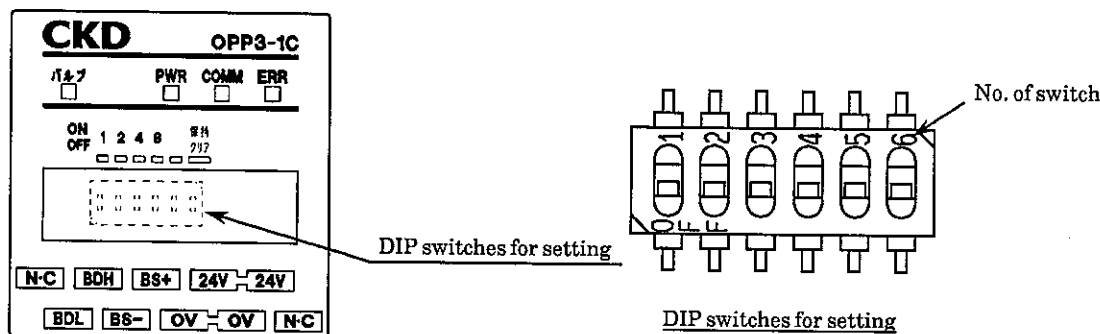 CKD OPP3-1C
バルブ PWR COMM ERR
ON
OFF
1 2 4 8
保持
クリア
N·C BDH BS+ 24V 24V
BDL BS- 0V 0V N·C
DIP switches for setting
No. of switch
1 2 3 4 5 6
OFF
DIP switches for setting